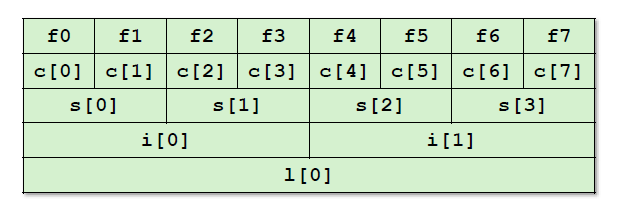 f0 f1 f2 f3 f4 f5 f6 f7
c[0] c[1] c[2] c[3] c[4] c[5] c[6] c[7]
s[0] s[1] s[2] s[3]
i[0] i[1]
l[0]